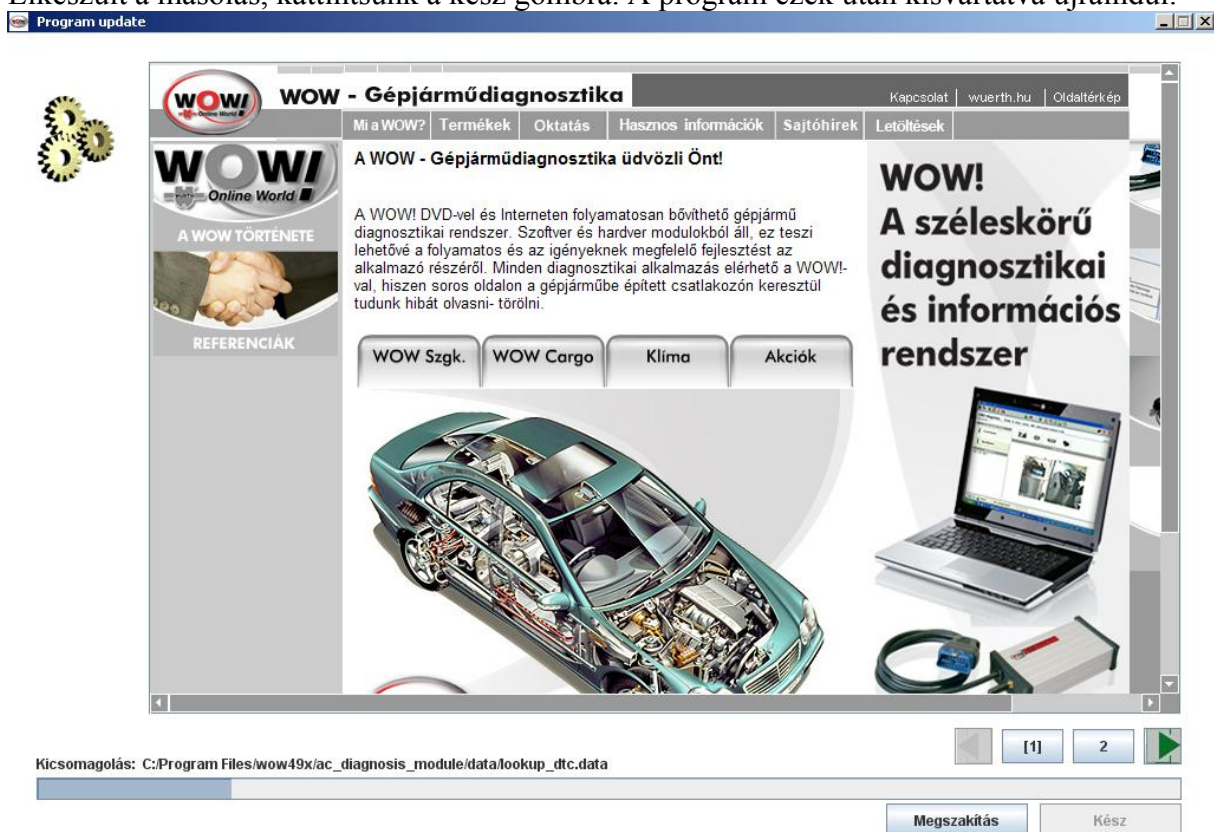 Elkészült a másolás, kattintsunk a kész gombra. A program ezek után kisvártatva újraindul.
Program update
WOW!
WOW - Gépjárműdiagnosztika
Kapcsolat | wuerth.hu | Oldaltérkép
Mi a WOW? Termékek Oktatás Hasznos információk Sajtóhírek Letöltések
WOW!
WÜRTH Online World
A WOW TÖRTÉNETE
REFERENCIÁK
A WOW - Gépjárműdiagnosztika üdvözli Önt!
A WOW! DVD-vel és Interneten folyamatosan bővíthető gépjármű
diagnosztikai rendszer. Szoftver és hardver modulokból áll, ez teszi
lehetővé a folyamatos és az igényeknek megfelelő fejlesztést az
alkalmazó részéről. Minden diagnosztikai alkalmazás elérhető a WOW!-
val, hiszen soros oldalon a gépjárműbe épített csatlakozón keresztül
tudunk hibát olvasni- törölni.
WOW Szgk. WOW Cargo Klíma Akciók
WOW!
A széleskörű
diagnosztikai
és információs
rendszer
[1] 2
Kicsomagolás: C:/Program Files/wow49x/ac_diagnosis_module/data/lookup_dtc.data
Megszakítás Kész